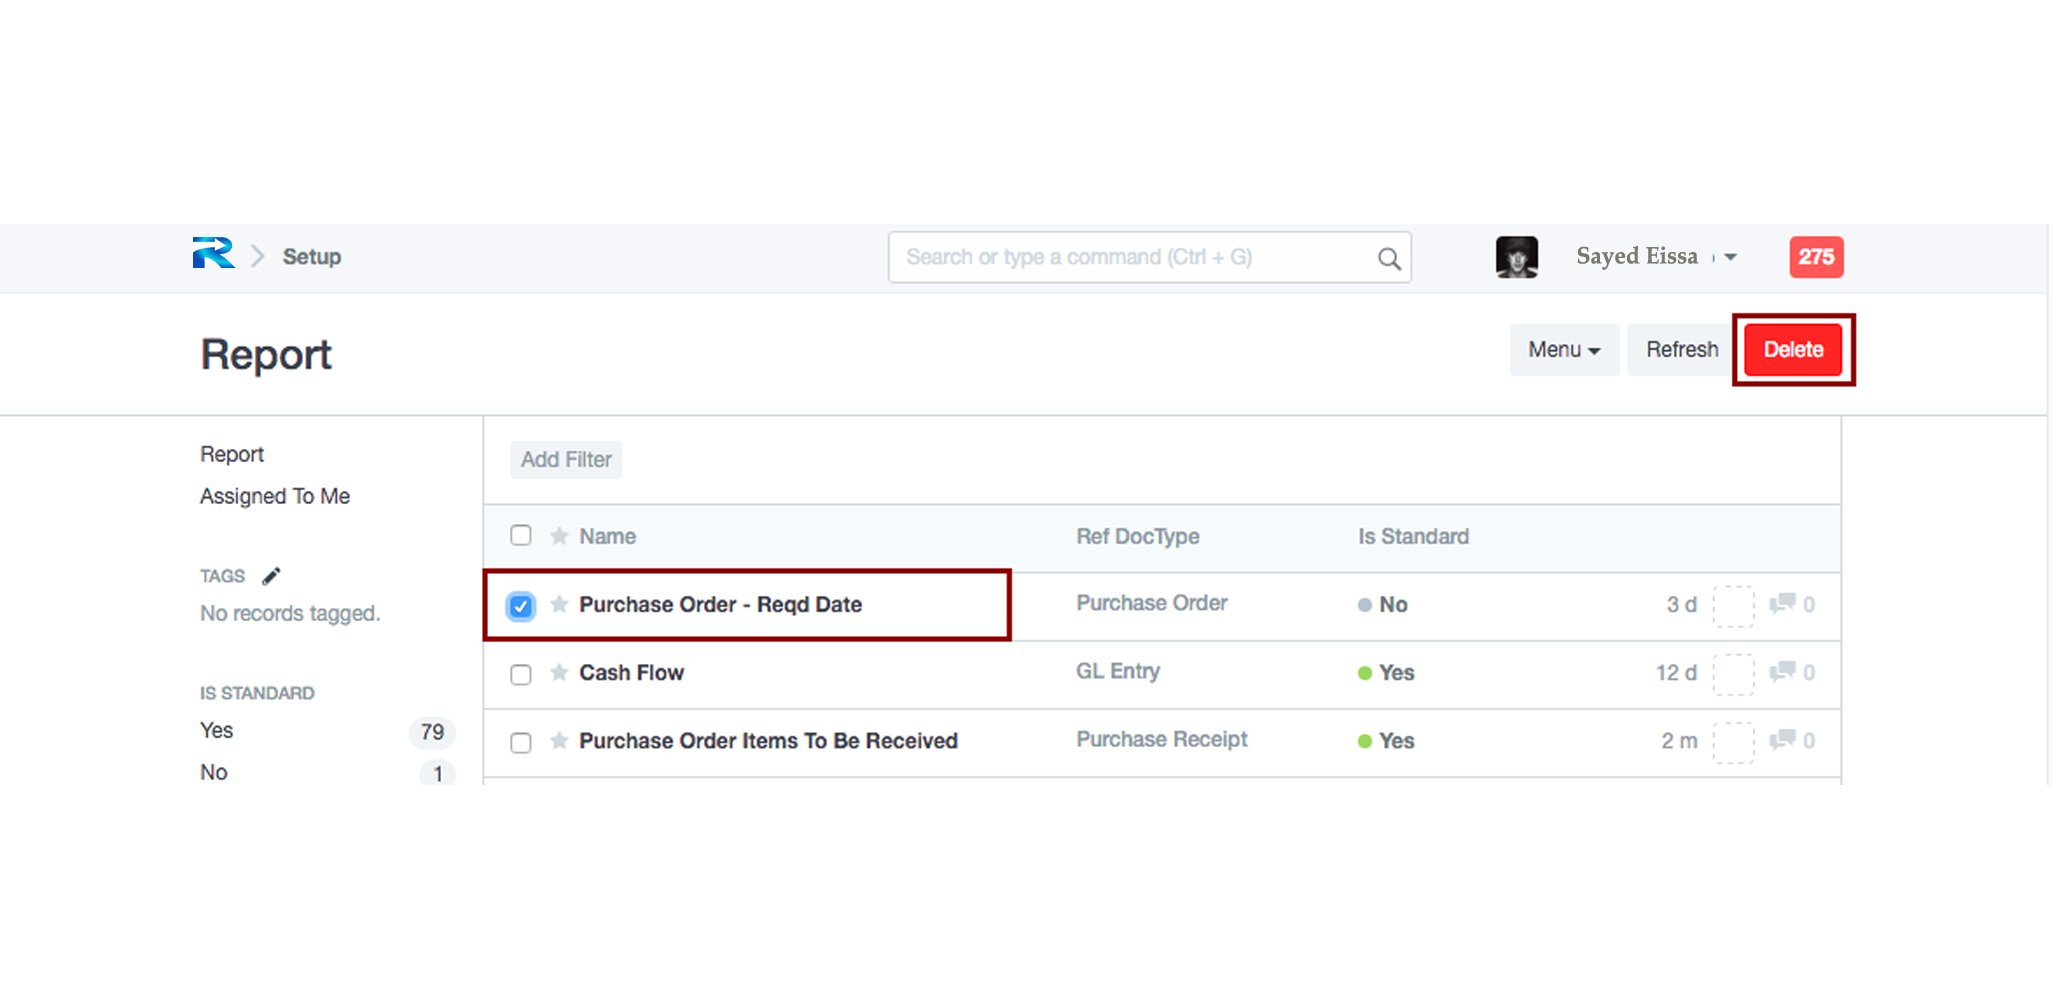 Setup
Search or type a command (Ctrl + G)
Sayed Eissa
275
Report
Menu
Refresh
Delete
Report
Assigned To Me
TAGS
No records tagged.
IS STANDARD
Yes 79
No 1
Add Filter
Name Ref DocType Is Standard
Purchase Order - Reqd Date Purchase Order No 3 d 0
Cash Flow GL Entry Yes 12 d 0
Purchase Order Items To Be Received Purchase Receipt Yes 2 m 0